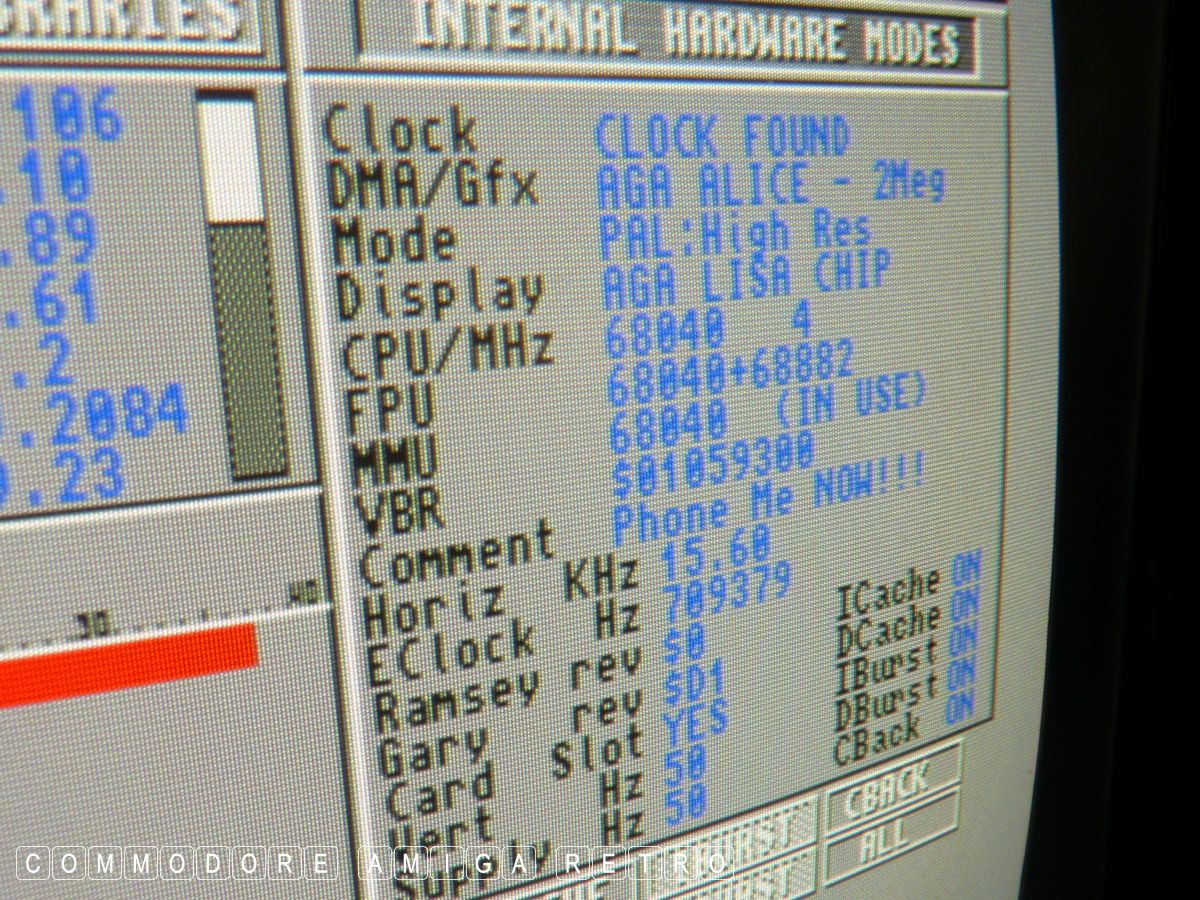 BRARIES
INTERNAL HARDWARE MODES
.106
.10
.89
.61
.2
.2084
.23
30
40
Clock CLOCK FOUND
DMA/Gfx AGA ALICE - 2Meg
Mode PAL:High Res
Display AGA LISA CHIP
CPU/MHz 68040 4
FPU 68040+68882
MMU 68040 (IN USE)
VBR $01059300
Comment Phone Me NOW!!!
Horiz KHz 15.60
EClock Hz 709379 ICache ON
Ramsey rev $0 DCache ON
Gary rev $D1 IBurst ON
Card Slot YES DBurst ON
Vert Hz 50 CBack ON
Supply Hz 50
CBACK
ALL
COMMODORE AMIGA RETRO